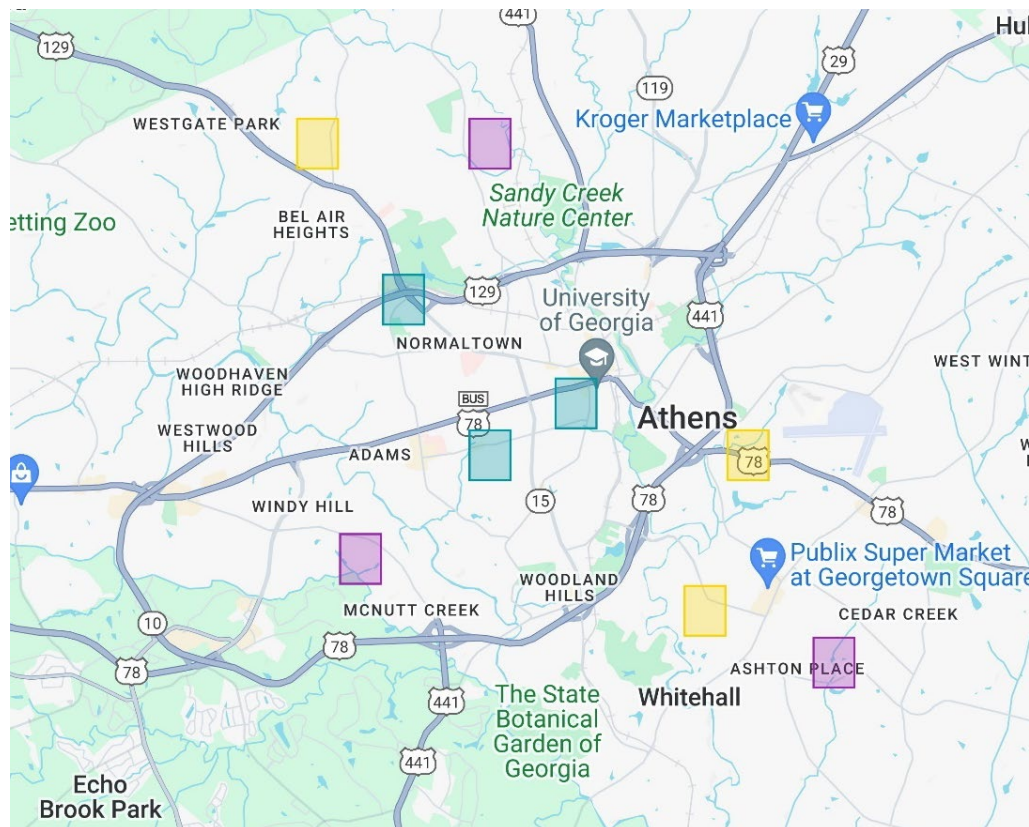 441
Hu
129
29
119
Kroger Marketplace
WESTGATE PARK
Sandy Creek
Nature Center
etting Zoo
BEL AIR
HEIGHTS
129
University
of Georgia
441
NORMALTOWN
WEST WINT
WOODHAVEN
HIGH RIDGE
BUS
78
Athens
WESTWOOD
HILLS
ADAMS
78
15
78
78
WINDY HILL
Publix Super Market
at Georgetown Square
WOODLAND
HILLS
MCNUTT CREEK
CEDAR CREEK
10
78
78
ASHTON PLACE
Whitehall
441
The State
Botanical
Garden of
Georgia
441
Echo
Brook Park